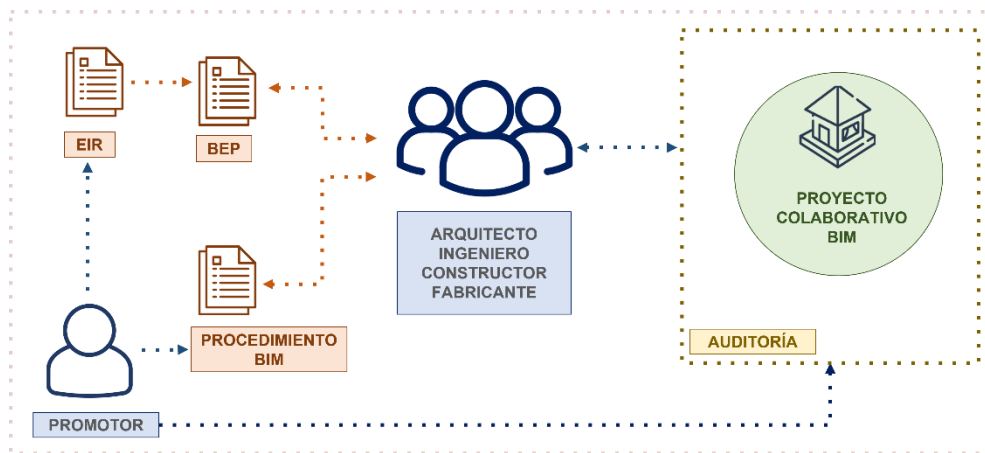 EIR
BEP
ARQUITECTO
INGENIERO
CONSTRUCTOR
FABRICANTE
PROYECTO
COLABORATIVO
BIM
PROCEDIMIENTO
BIM
AUDITORÍA
PROMOTOR